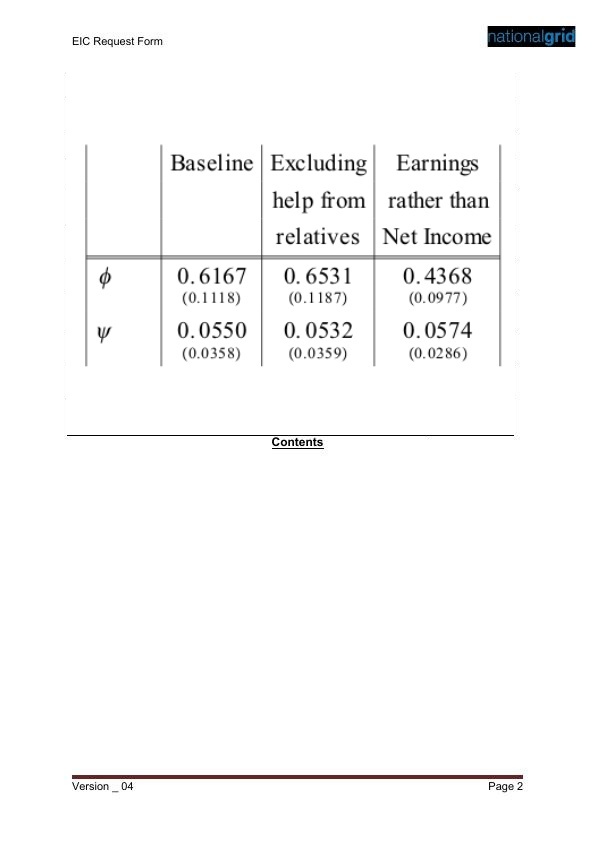 EIC Request Form
nationalgrid
Baseline Excluding help from relatives Earnings rather than Net Income
ϕ 0.6167 0.6531 0.4368
(0.1118) (0.1187) (0.0977)
ψ 0.0550 0.0532 0.0574
(0.0358) (0.0359) (0.0286)
Contents
Version _ 04 Page 2